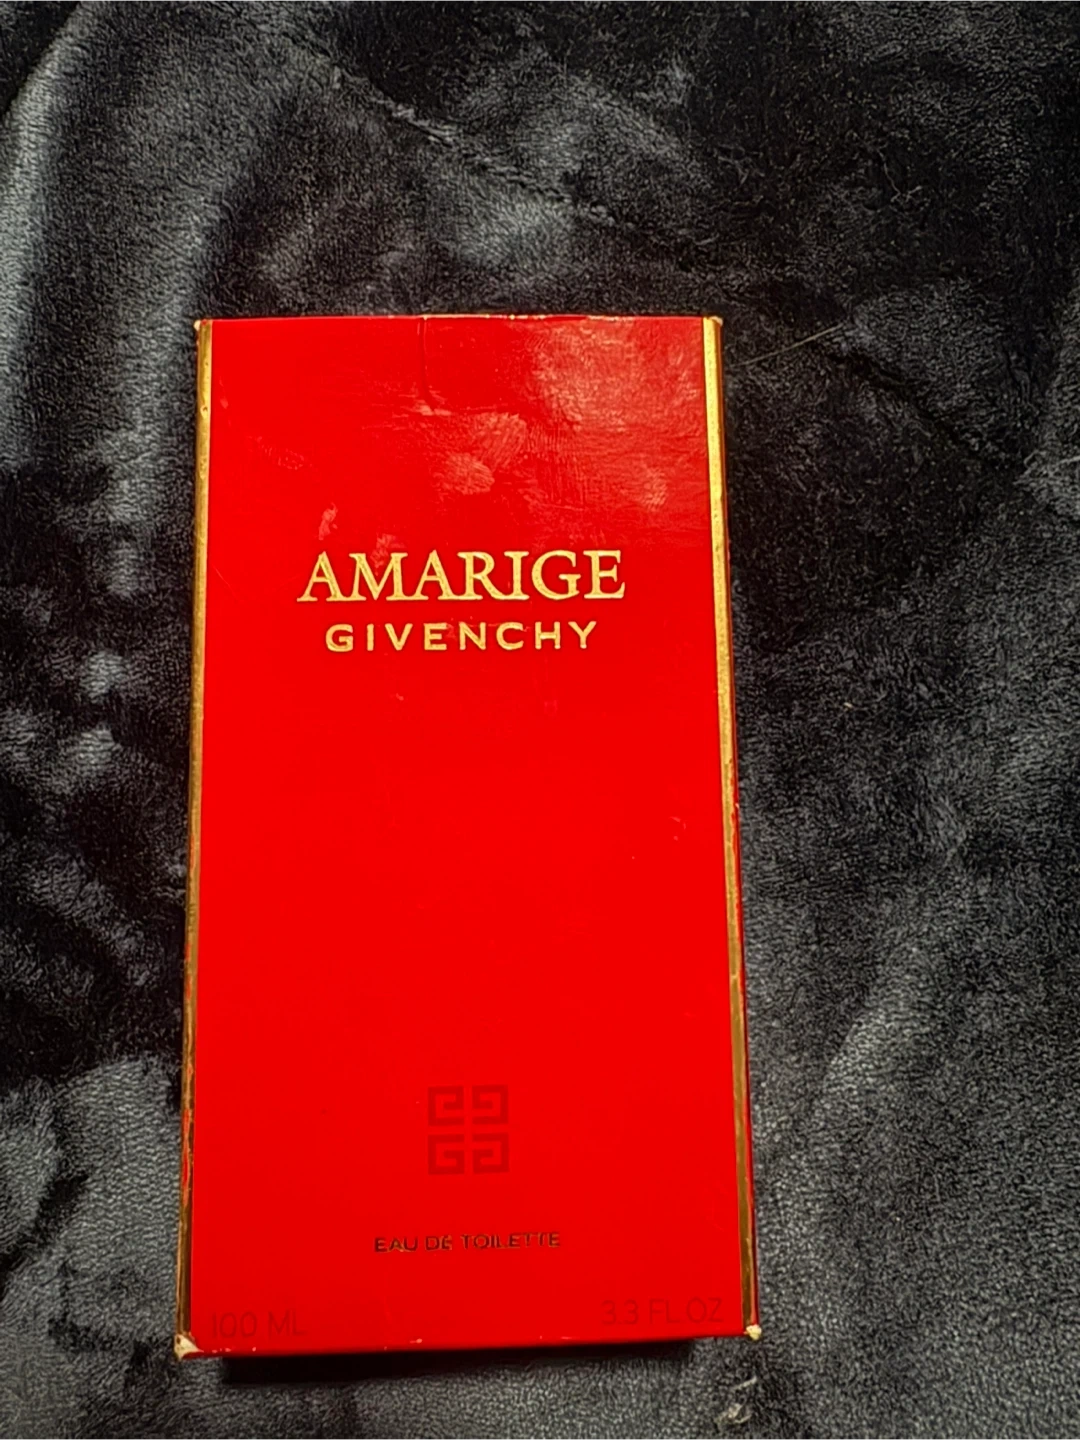 AMARIGE
GIVENCHY
EAU DE TOILETTE
100 ML 3.3 FL.OZ